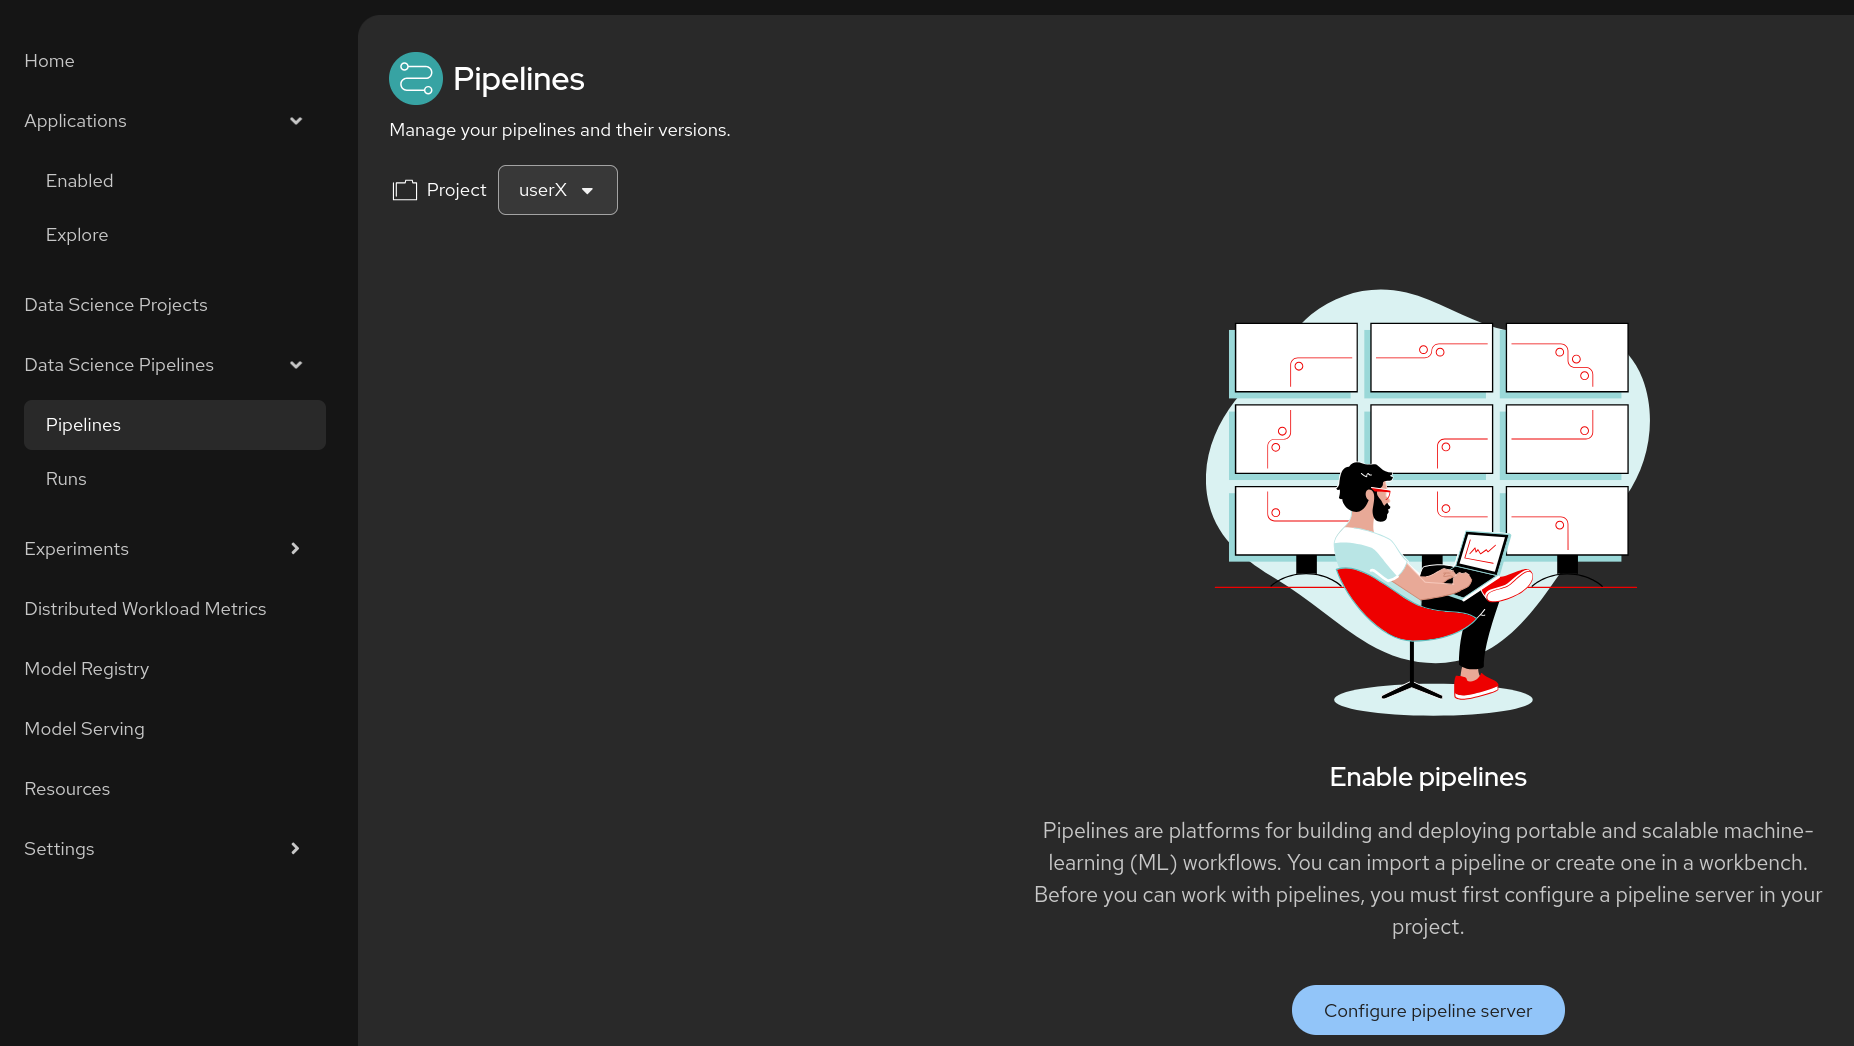 Home
Applications
Enabled
Explore
Data Science Projects
Data Science Pipelines
Pipelines
Runs
Experiments
Distributed Workload Metrics
Model Registry
Model Serving
Resources
Settings
Pipelines
Manage your pipelines and their versions.
Project userX
Enable pipelines
Pipelines are platforms for building and deploying portable and scalable machine-
learning (ML) workflows. You can import a pipeline or create one in a workbench.
Before you can work with pipelines, you must first configure a pipeline server in your
project.
Configure pipeline server